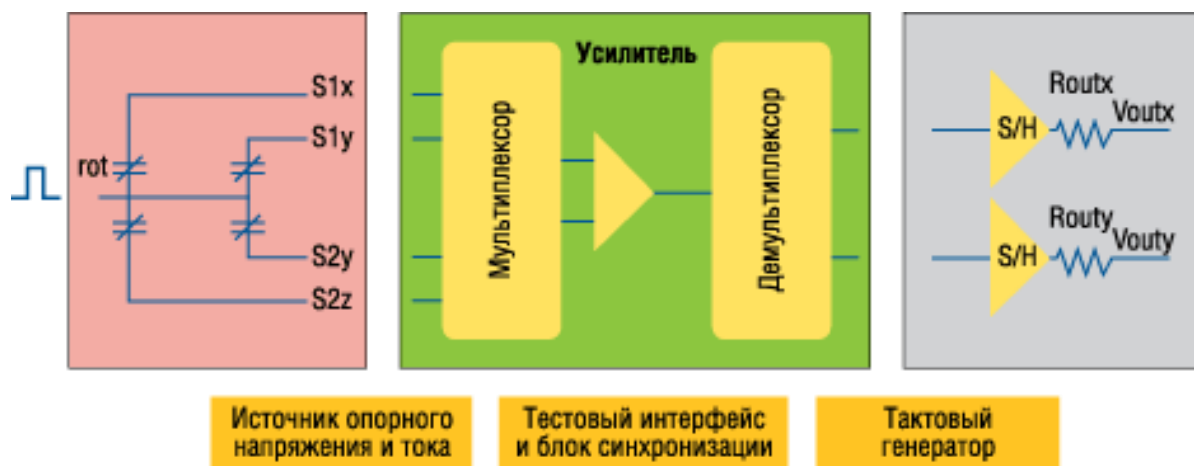 S1x
S1y
rot
S2y
S2z
Усилитель
Мультиплексор
Демультиплексор
Routx
Voutx
S/H
Routy
Vouty
S/H
Источник опорного
напряжения и тока
Тестовый интерфейс
и блок синхронизации
Тактовый
генератор